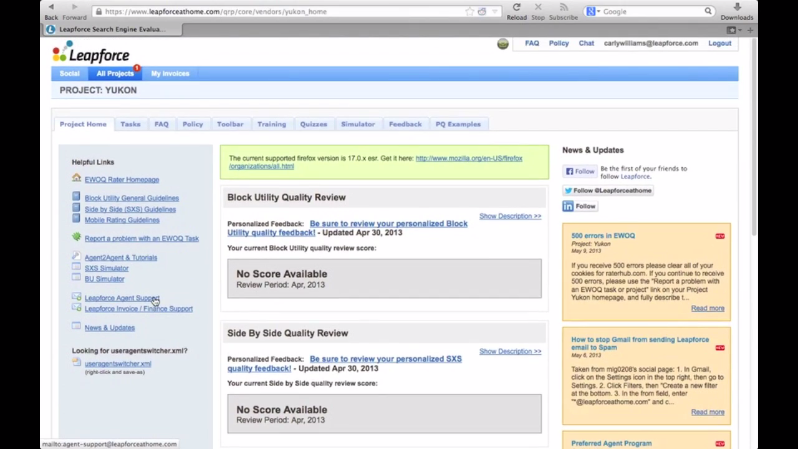 Back Forward
https://www.leapforceathome.com/qrp/core/vendors/yukon_home
Reload Stop Subscribe
Google
Downloads
Leapforce Search Engine Evalua...
Leapforce
FAQ Policy Chat carlywilliams@leapforce.com Logout
Social All Projects 1 My Invoices
PROJECT: YUKON
Project Home Tasks FAQ Policy Toolbar Training Quizzes Simulator Feedback PQ Examples
Helpful Links
EWOQ Rater Homepage
Block Utility General Guidelines
Side by Side (SXS) Guidelines
Mobile Rating Guidelines
Report a problem with an EWOQ Task
Agent2Agent & Tutorials
SXS Simulator
BU Simulator
Leapforce Agent Support
Leapforce Invoice / Finance Support
News & Updates
Looking for useragentswitcher.xml?
useragentswitcher.xml
(right-click and save-as)
mailto:agent-support@leapforceathome.com
The current supported firefox version is 17.0.x esr. Get it here: http://www.mozilla.org/en-US/firefox
/organizations/all.html
Block Utility Quality Review
Show Description >>
Personalized Feedback: Be sure to review your personalized Block
Utility quality feedback! - Updated Apr 30, 2013
Your current Block Utility quality review score:
No Score Available
Review Period: Apr, 2013
Side By Side Quality Review
Show Description >>
Personalized Feedback: Be sure to review your personalized SXS
quality feedback! - Updated Apr 30, 2013
Your current Side by Side quality review score:
No Score Available
Review Period: Apr, 2013
News & Updates
Follow
Be the first of your friends to
follow Leapforce.
Follow @Leapforceathome
Follow
500 errors in EWOQ
NEW
Project: Yukon
May 9, 2013
If you receive 500 errors please clear all of your
cookies for raterhub.com. If you continue to receive
500 errors, please use the "Report a problem with
an EWOQ task or project" link on your Project
Yukon homepage, and fully describe t...
Read more
How to stop Gmail from sending Leapforce
email to Spam
NEW
May 6, 2013
Taken from mig0206's social page: 1. In Gmail,
click on the Settings icon in the top right, then go to
Settings. 2. Click Filters, then "Create a new filter
at the bottom. 3. In the from field, enter
"*@leapforceathome.com" and c...
Read more
Preferred Agent Program
NEW